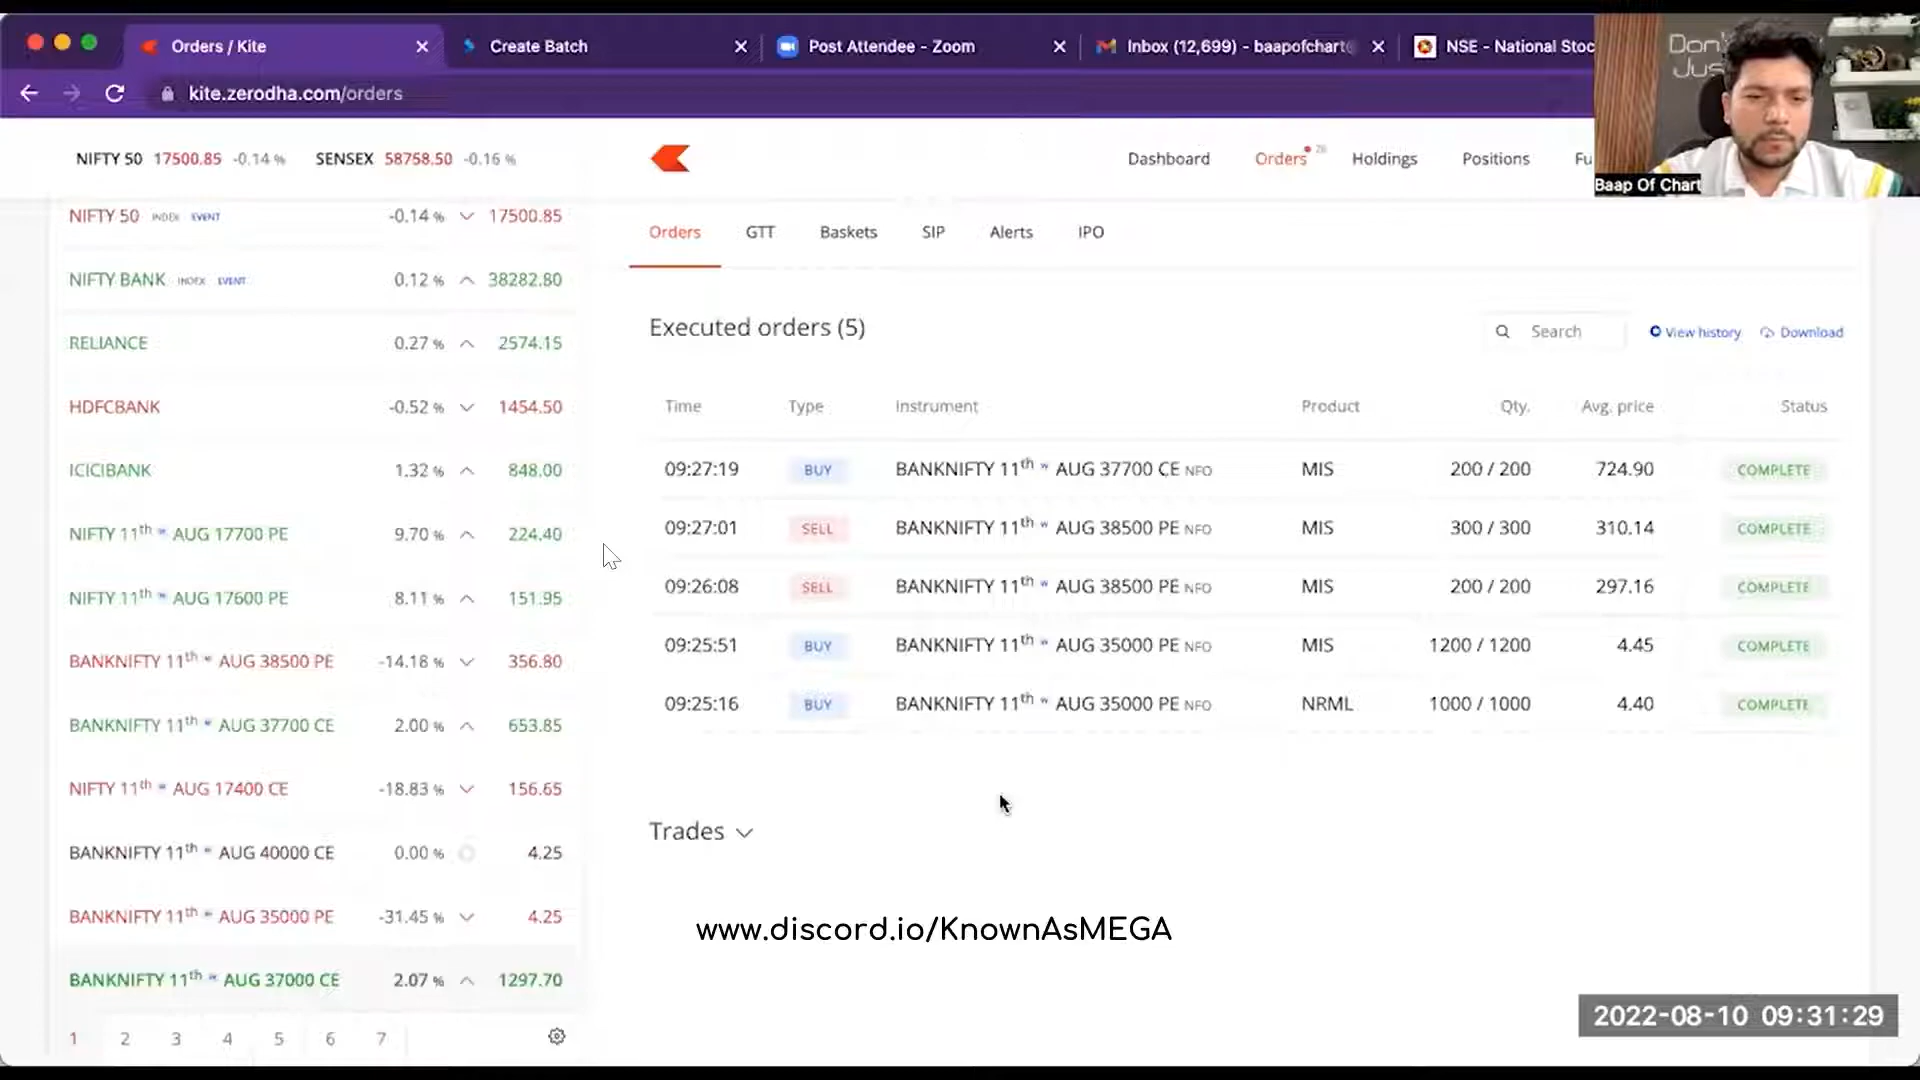 Orders / Kite
Create Batch
Post Attendee - Zoom
Inbox (12,699) - baapofchart
NSE - National Stoc
kite.zerodha.com/orders
Don't
Jus
Baap Of Chart
NIFTY 50 17500.85 -0.14 % SENSEX 58758.50 -0.16 %
Dashboard Orders 28 Holdings Positions Fu
NIFTY 50 INDEX EVENT -0.14 % 17500.85
NIFTY BANK INDEX EVENT 0.12 % 38282.80
RELIANCE 0.27 % 2574.15
HDFCBANK -0.52 % 1454.50
ICICIBANK 1.32 % 848.00
NIFTY 11th w AUG 17700 PE 9.70 % 224.40
NIFTY 11th w AUG 17600 PE 8.11 % 151.95
BANKNIFTY 11th w AUG 38500 PE -14.18 % 356.80
BANKNIFTY 11th w AUG 37700 CE 2.00 % 653.85
NIFTY 11th w AUG 17400 CE -18.83 % 156.65
BANKNIFTY 11th w AUG 40000 CE 0.00 % 4.25
BANKNIFTY 11th w AUG 35000 PE -31.45 % 4.25
BANKNIFTY 11th w AUG 37000 CE 2.07 % 1297.70
1 2 3 4 5 6 7
Orders GTT Baskets SIP Alerts IPO
Executed orders (5)
Search View history Download
Time Type Instrument Product Qty. Avg. price Status
09:27:19 BUY BANKNIFTY 11th w AUG 37700 CE NFO MIS 200 / 200 724.90 COMPLETE
09:27:01 SELL BANKNIFTY 11th w AUG 38500 PE NFO MIS 300 / 300 310.14 COMPLETE
09:26:08 SELL BANKNIFTY 11th w AUG 38500 PE NFO MIS 200 / 200 297.16 COMPLETE
09:25:51 BUY BANKNIFTY 11th w AUG 35000 PE NFO MIS 1200 / 1200 4.45 COMPLETE
09:25:16 BUY BANKNIFTY 11th w AUG 35000 PE NFO NRML 1000 / 1000 4.40 COMPLETE
Trades
www.discord.io/KnownAsMEGA
2022-08-10 09:31:29